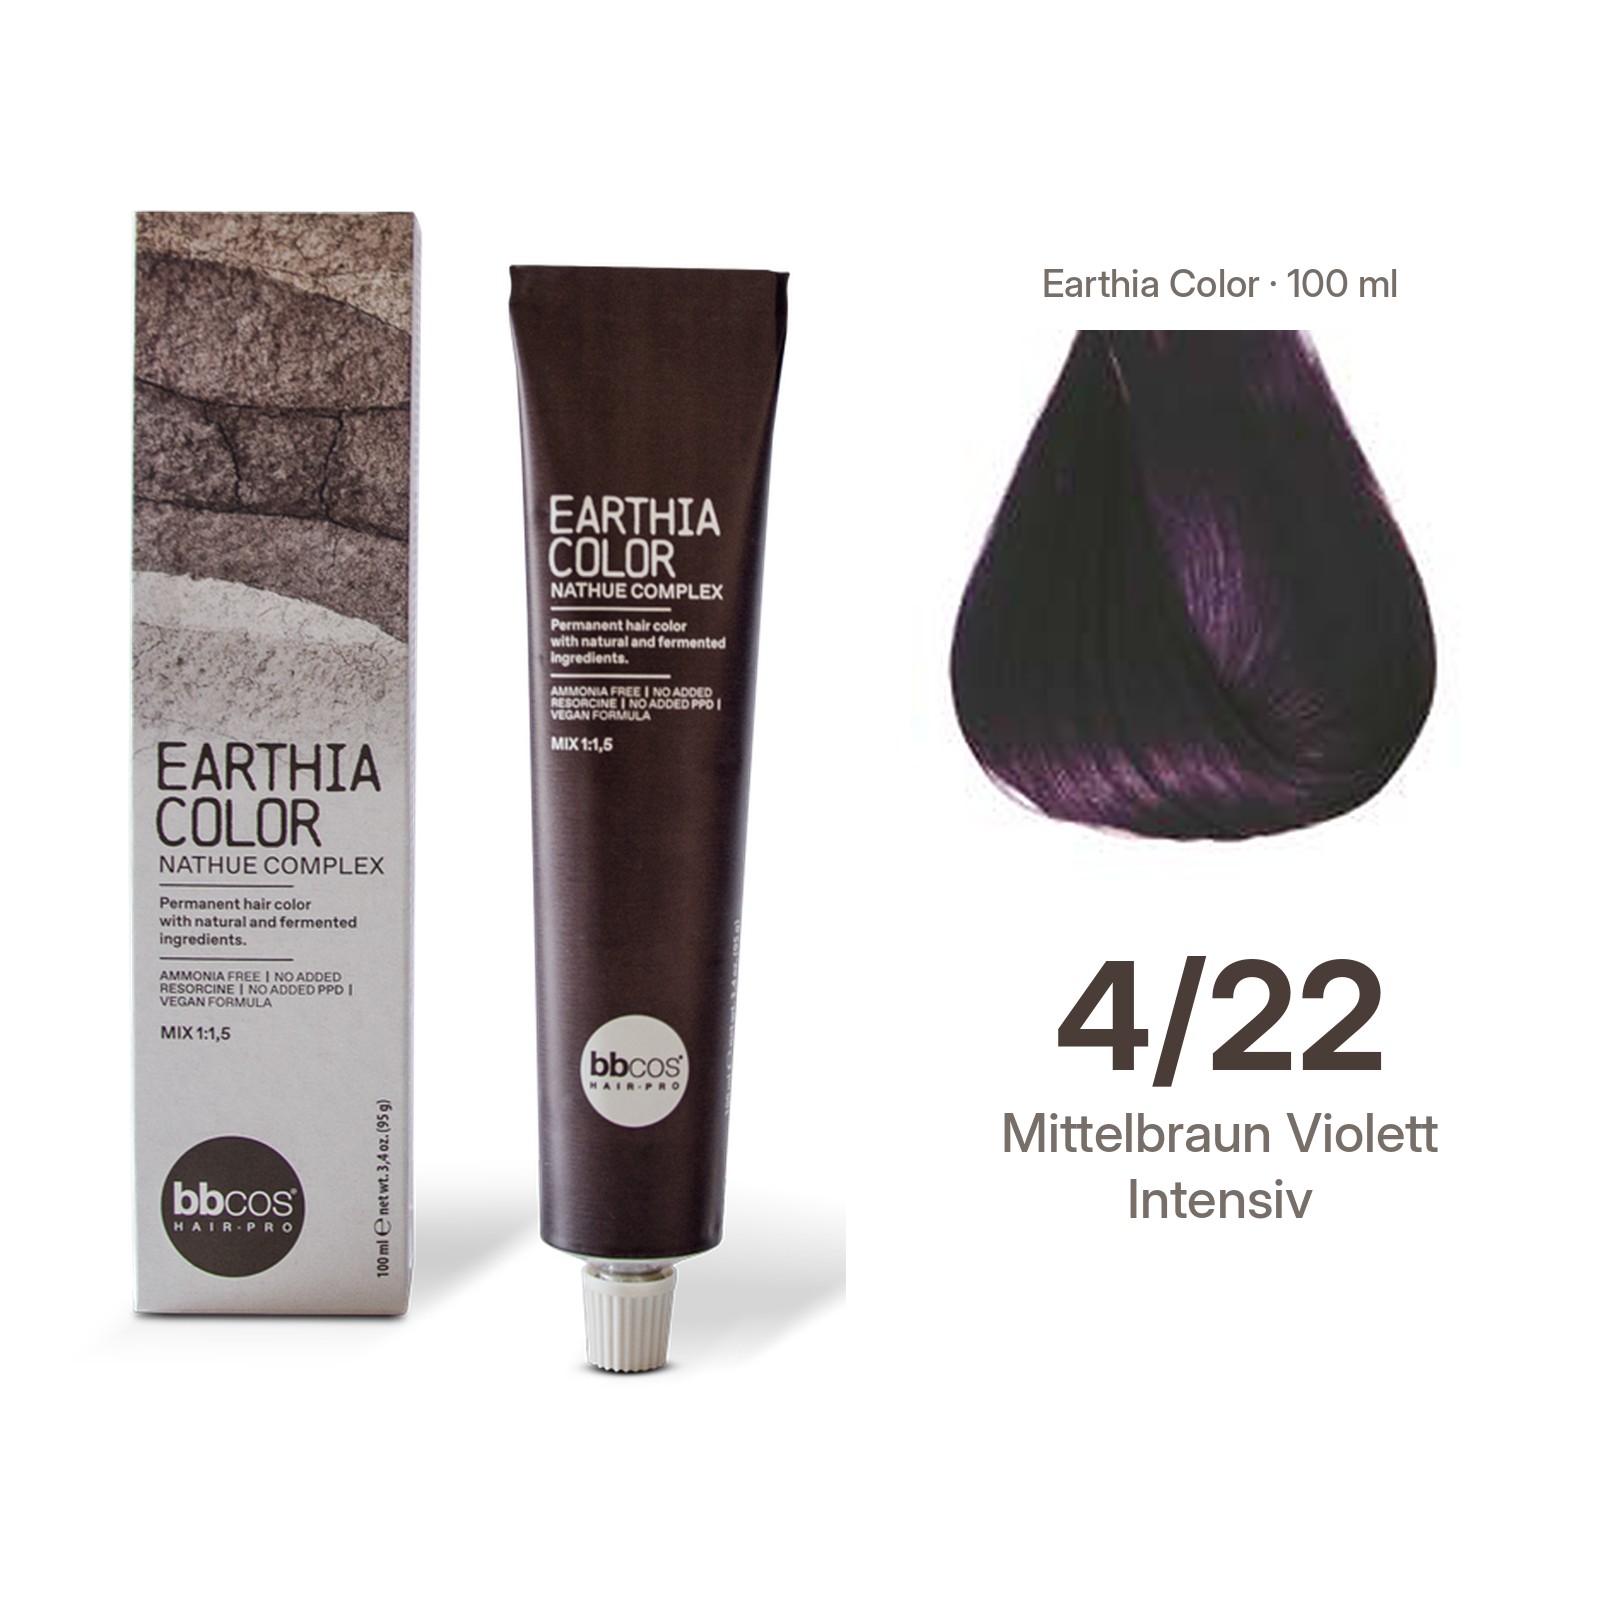 EARTHIA
COLOR
NATHUE COMPLEX
Permanent hair color
with natural and fermented
ingredients.
AMMONIA FREE | NO ADDED
RESORCINE | NO ADDED PPD |
VEGAN FORMULA
MIX 1:1,5
bbcos®
HAIR·PRO
100 ml ℮ net wt. 3,4 oz. (95 g)
EARTHIA
COLOR
NATHUE COMPLEX
Permanent hair color
with natural and fermented
ingredients.
AMMONIA FREE | NO ADDED
RESORCINE | NO ADDED PPD |
VEGAN FORMULA
MIX 1:1,5
bbcos®
HAIR·PRO
Earthia Color · 100 ml
4/22
Mittelbraun Violett
Intensiv